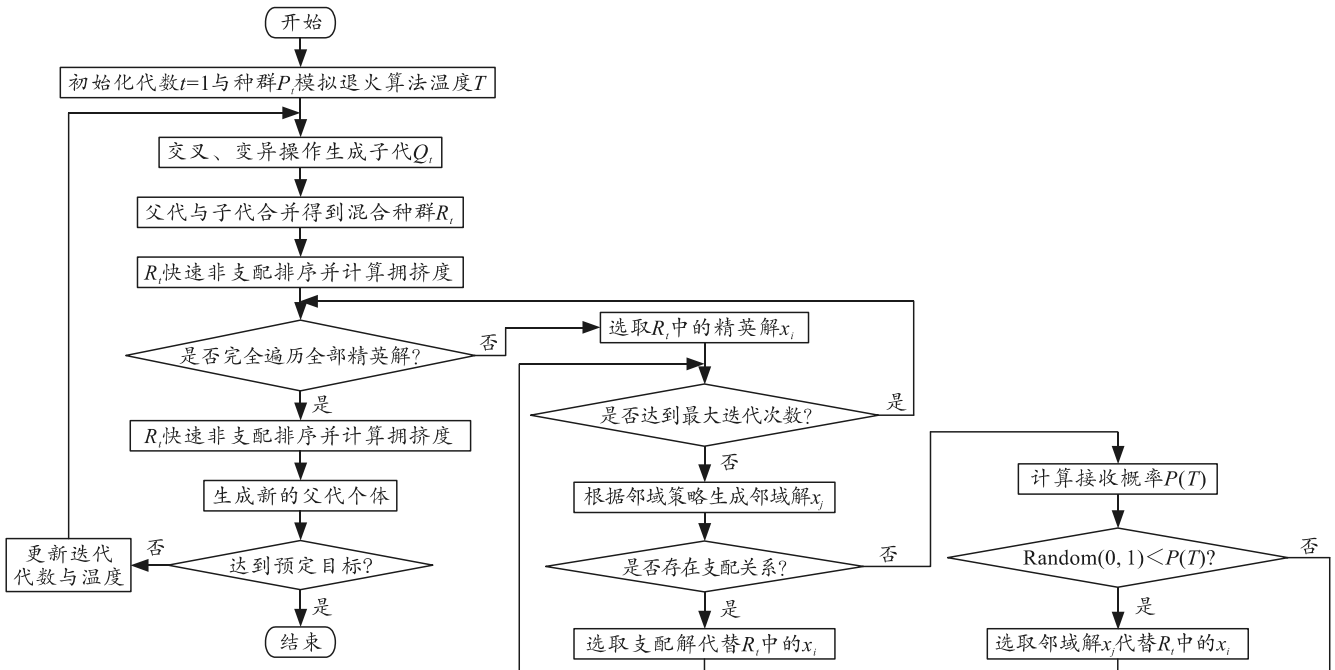 开始
初始化代数t=1与种群Pₜ模拟退火算法温度T
交叉、变异操作生成子代Qₜ
父代与子代合并得到混合种群Rₜ
Rₜ快速非支配排序并计算拥挤度
是否完全遍历全部精英解?
否
是
Rₜ快速非支配排序并计算拥挤度
生成新的父代个体
达到预定目标?
否
更新迭代
代数与温度
是
结束
选取Rₜ中的精英解xᵢ
是否达到最大迭代次数?
是
否
根据邻域策略生成邻域解xⱼ
是否存在支配关系?
否
是
选取支配解代替Rₜ中的xᵢ
计算接收概率P(T)
Random(0, 1)<P(T)?
否
是
选取邻域解xⱼ代替Rₜ中的xᵢ